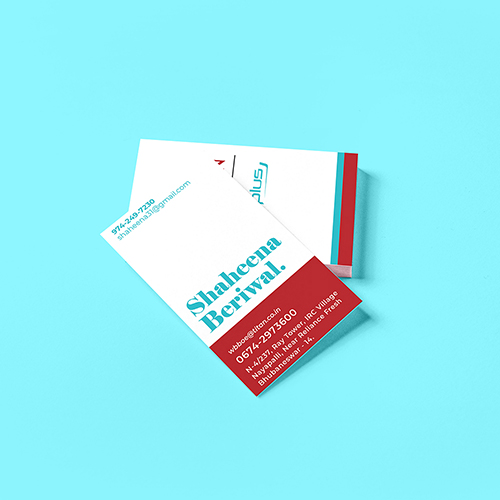 974-249-7230
shaheena31@gmail.com
Shaheena
Beriwal.
wbboe@titan.co.in
0674-2973600
N-4/237, Ray Tower, IRC Village
Nayapalli, Near Reliance Fresh
Bhubaneswar - 14.
plus